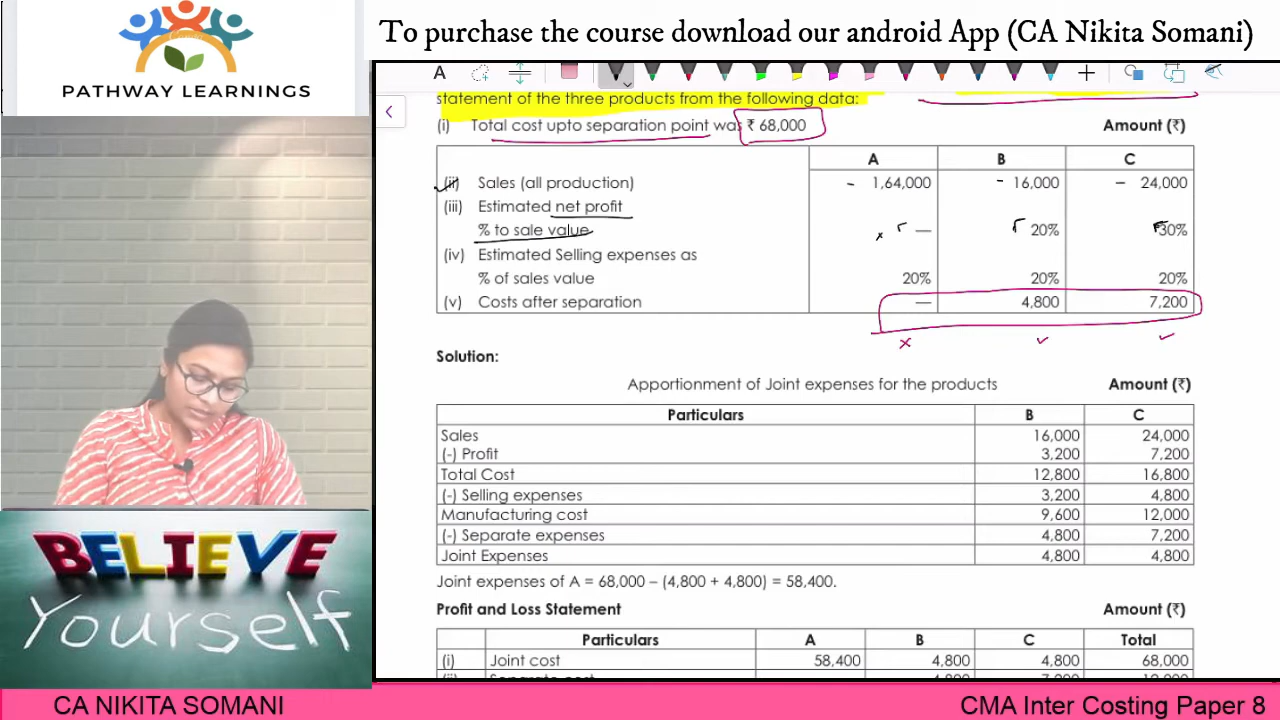 To purchase the course download our android App (CA Nikita Somani)
PATHWAY LEARNINGS
A
statement of the three products from the following data:
(i) Total cost upto separation point was ₹ 68,000 Amount (₹)
A B C
(ii) Sales (all production) 1,64,000 16,000 24,000
(iii) Estimated net profit
% to sale value — 20% 30%
(iv) Estimated Selling expenses as
% of sales value 20% 20% 20%
(v) Costs after separation — 4,800 7,200
Solution:
Apportionment of Joint expenses for the products Amount (₹)
Particulars B C
Sales 16,000 24,000
(-) Profit 3,200 7,200
Total Cost 12,800 16,800
(-) Selling expenses 3,200 4,800
Manufacturing cost 9,600 12,000
(-) Separate expenses 4,800 7,200
Joint Expenses 4,800 4,800
Joint expenses of A = 68,000 – (4,800 + 4,800) = 58,400.
Profit and Loss Statement Amount (₹)
Particulars A B C Total
(i) Joint cost 58,400 4,800 4,800 68,000
BELIEVE
Yourself
CA NIKITA SOMANI
CMA Inter Costing Paper 8